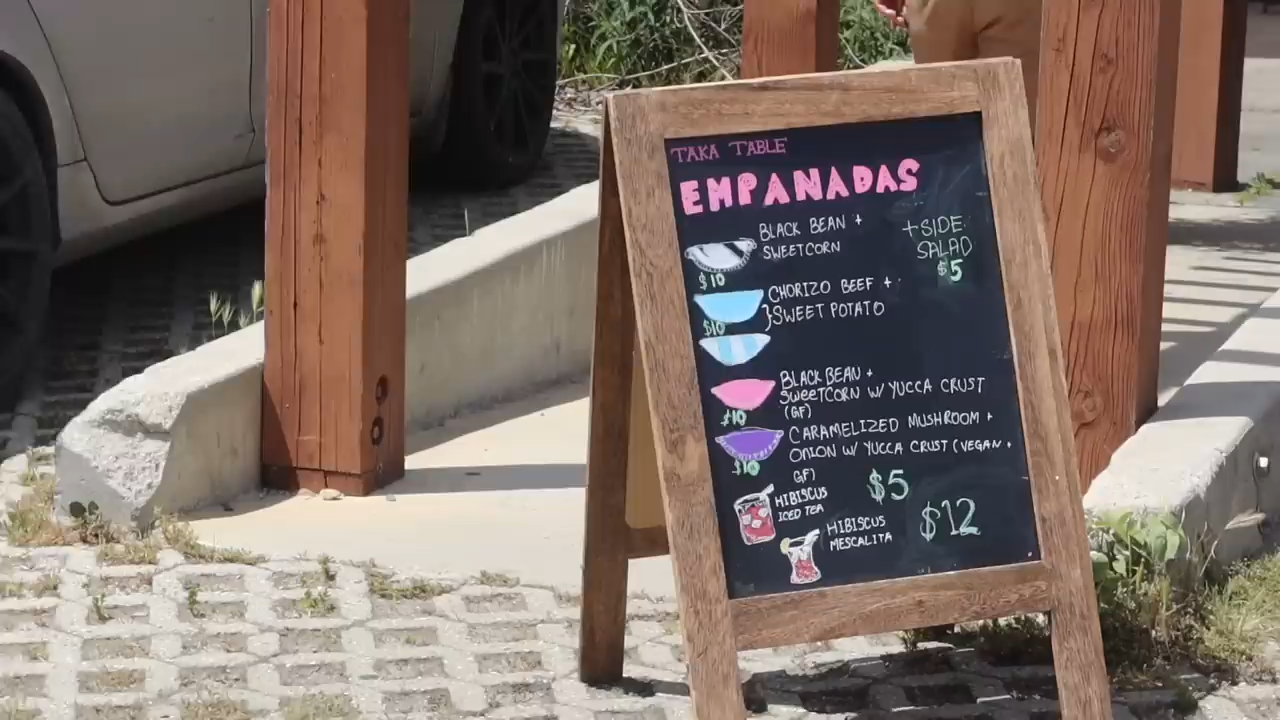 TAKA TABLE
EMPANADAS
BLACK BEAN +
SWEETCORN
$10
+ SIDE
SALAD
$5
CHORIZO BEEF +
}SWEET POTATO
$10
BLACK BEAN +
SWEETCORN W/ YUCCA CRUST
(GF)
$10
CARAMELIZED MUSHROOM +
ONION W/ YUCCA CRUST (VEGAN +
GF)
$10
HIBISCUS
ICED TEA
$5
HIBISCUS
MESCALITA
$12